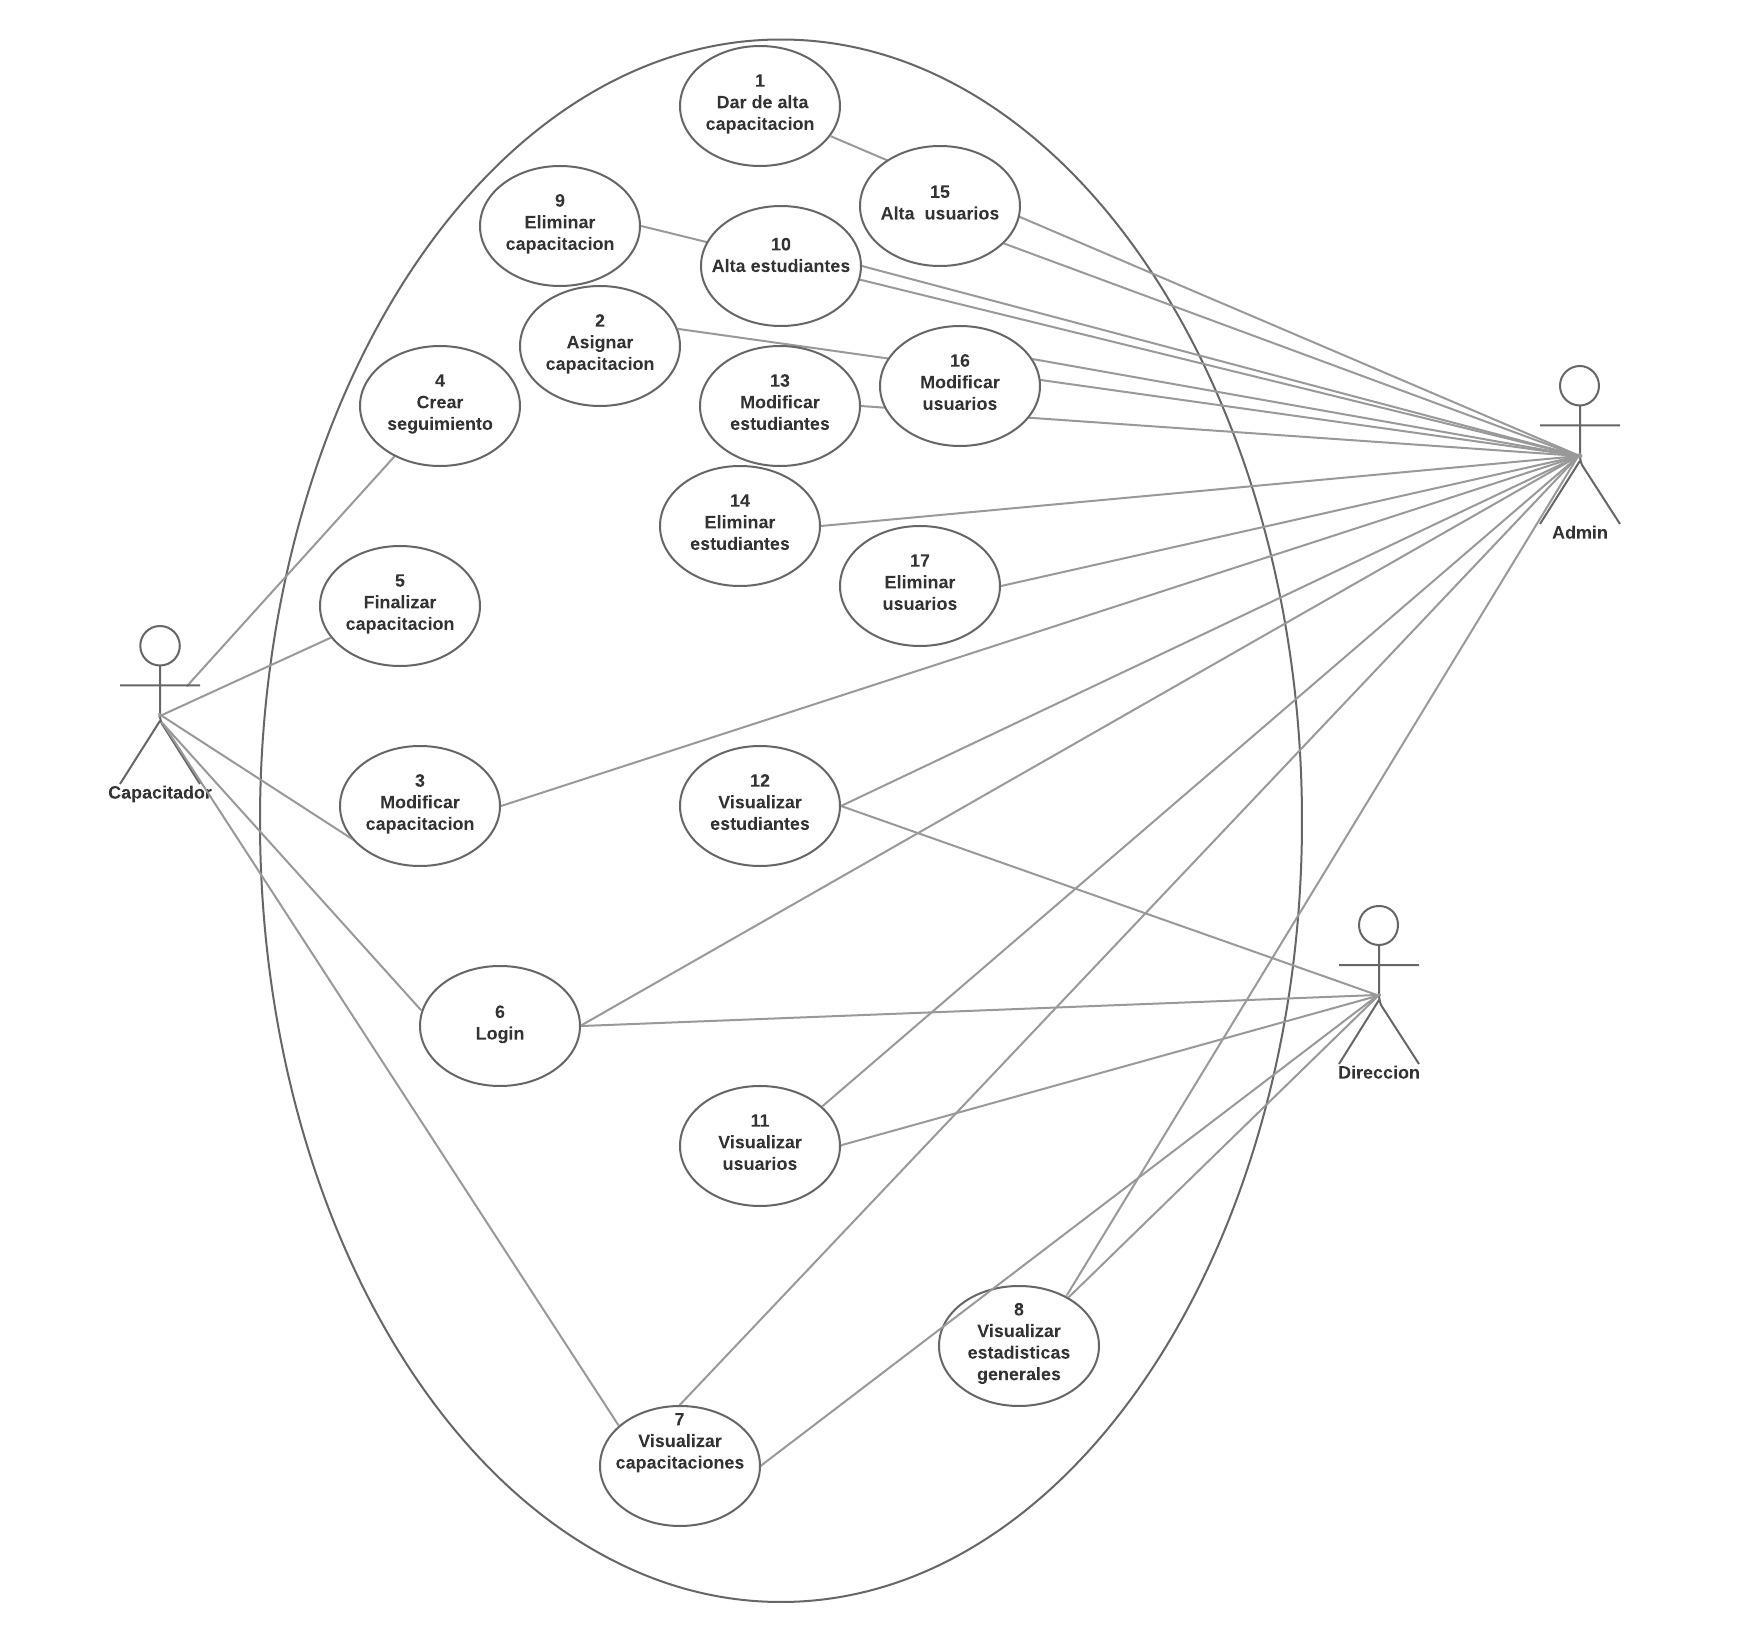 1
Dar de alta
capacitacion
15
Alta  usuarios
9
Eliminar
capacitacion
10
Alta estudiantes
2
Asignar
capacitacion
4
Crear
seguimiento
13
Modificar
estudiantes
16
Modificar
usuarios
14
Eliminar
estudiantes
17
Eliminar
usuarios
Admin
5
Finalizar
capacitacion
Capacitador
3
Modificar
capacitacion
12
Visualizar
estudiantes
6
Login
Direccion
11
Visualizar
usuarios
8
Visualizar
estadisticas
generales
7
Visualizar
capacitaciones